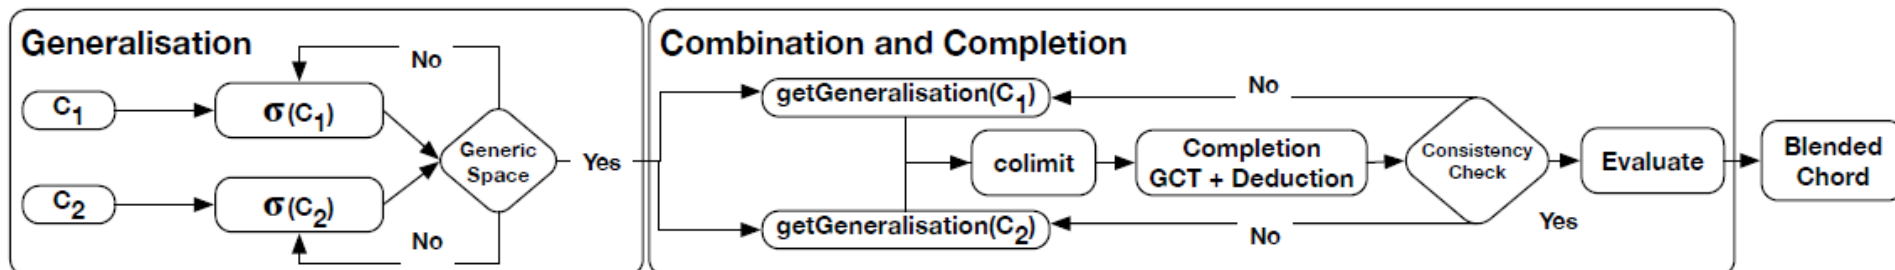 Generalisation
No
C1
σ(C1)
Generic
Space
Yes
C2
σ(C2)
No
Combination and Completion
getGeneralisation(C1)
No
colimit
Completion
GCT + Deduction
Consistency
Check
Evaluate
Blended
Chord
getGeneralisation(C2)
No
Yes